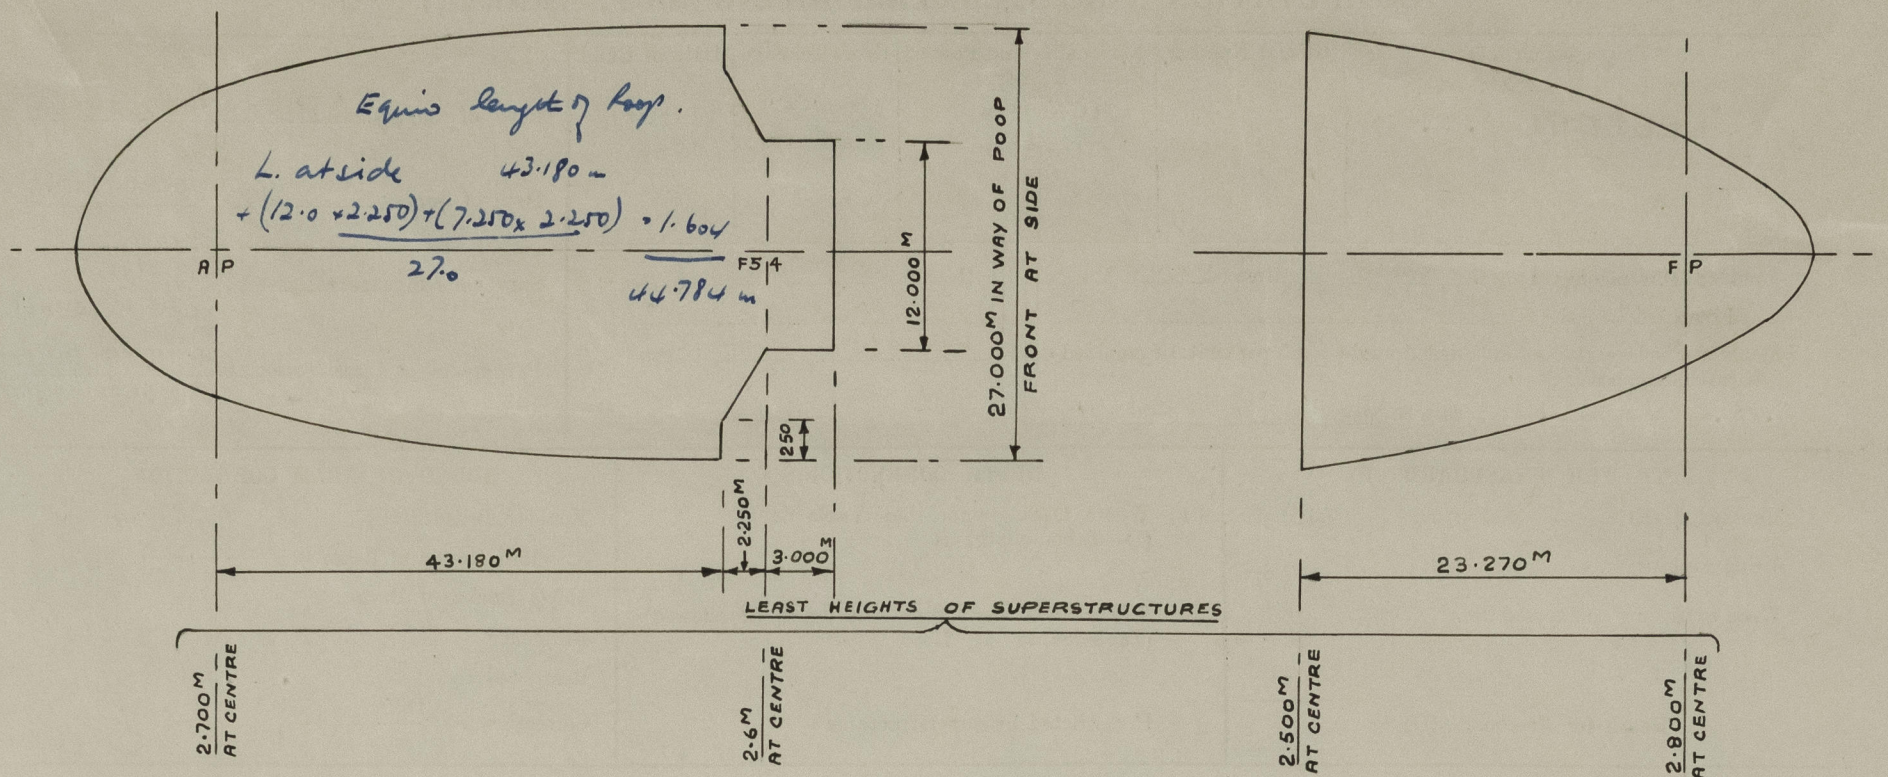 Equiv length of Poop.
L. at side 43.180 m
+ (12.0 × 2.250) + (7.250 × 2.250) = 1.604
27.0
44.784 m
A P
F54
12.000 M
27.000 M IN WAY OF POOP
FRONT AT SIDE
F P
250
2.250 M
3.000 M
43.180 M
23.270 M
LEAST HEIGHTS OF SUPERSTRUCTURES
2.700 M
AT CENTRE
2.6 M
AT CENTRE
2.500 M
AT CENTRE
2.800 M
AT CENTRE